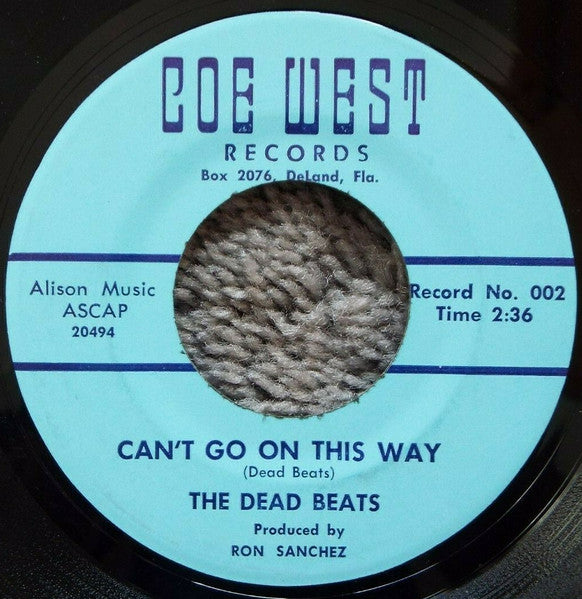 COE WEST
RECORDS
Box 2076, DeLand, Fla.
Alison Music
ASCAP
20494
Record No. 002
Time 2:36
CAN'T GO ON THIS WAY
(Dead Beats)
THE DEAD BEATS
Produced by
RON SANCHEZ